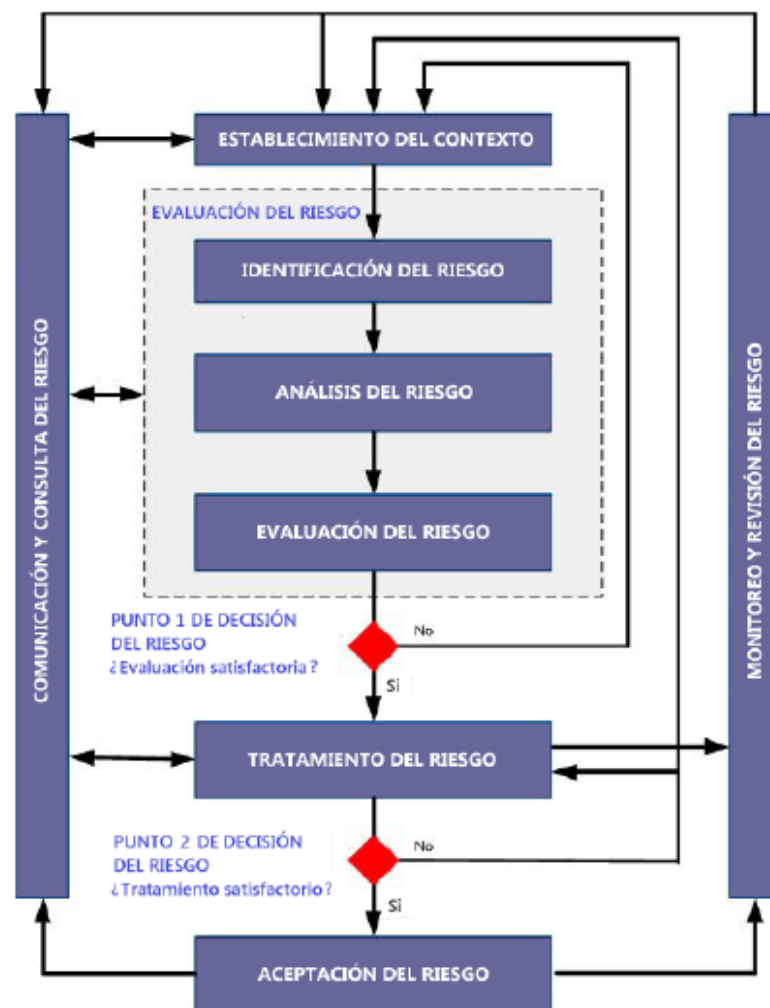 ESTABLECIMIENTO DEL CONTEXTO
EVALUACIÓN DEL RIESGO
IDENTIFICACIÓN DEL RIESGO
ANÁLISIS DEL RIESGO
EVALUACIÓN DEL RIESGO
PUNTO 1 DE DECISIÓN
DEL RIESGO
¿Evaluación satisfactoria?
No
Si
TRATAMIENTO DEL RIESGO
PUNTO 2 DE DECISIÓN
DEL RIESGO
¿Tratamiento satisfactorio?
No
Si
ACEPTACIÓN DEL RIESGO
COMUNICACIÓN Y CONSULTA DEL RIESGO
MONITOREO Y REVISIÓN DEL RIESGO